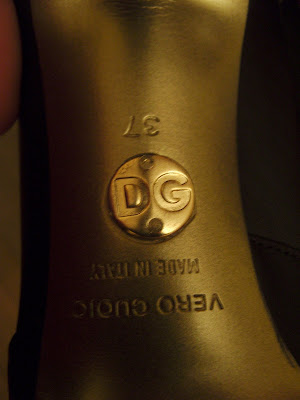 VERO CUOIO
MADE IN ITALY
DG
37